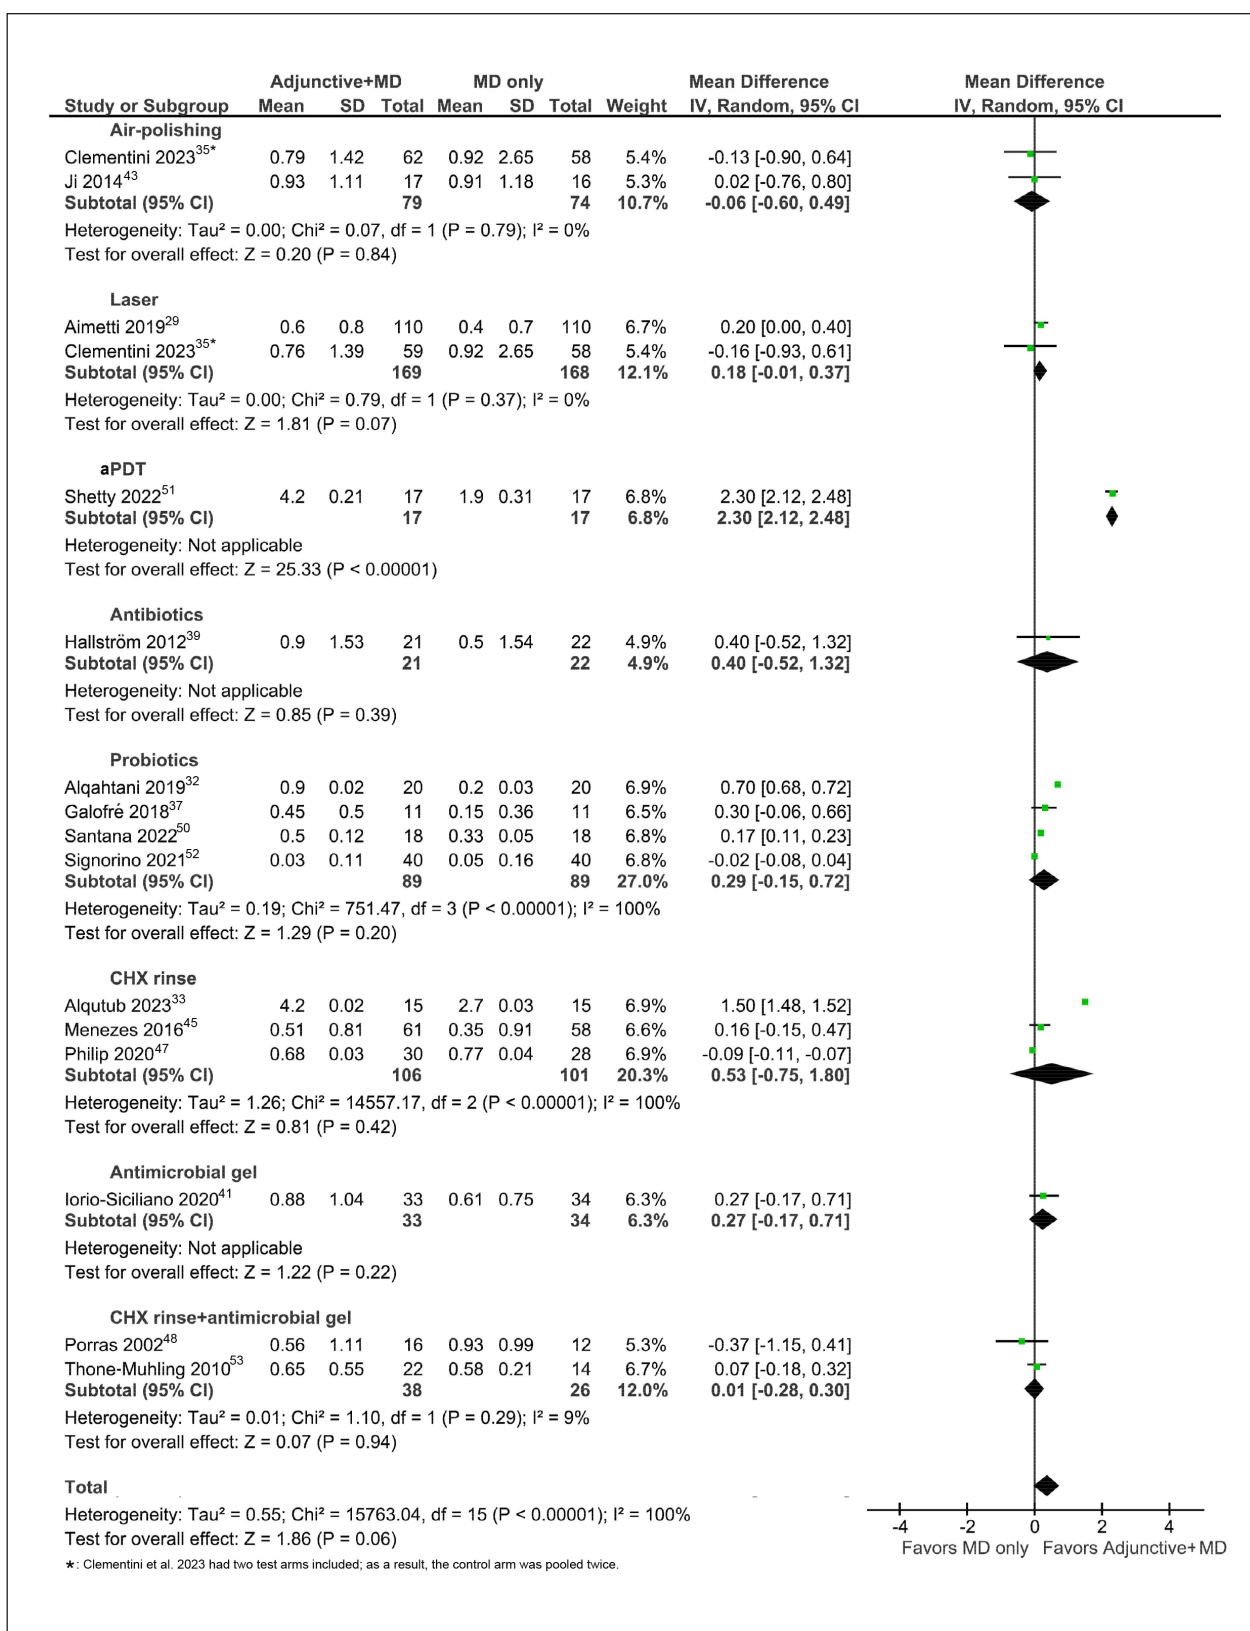 Adjunctive+MD MD only Mean Difference Mean Difference
Study or Subgroup Mean SD Total Mean SD Total Weight IV, Random, 95% CI IV, Random, 95% CI
Air-polishing
Clementini 2023³⁵* 0.79 1.42 62 0.92 2.65 58 5.4% -0.13 [-0.90, 0.64]
Ji 2014⁴³ 0.93 1.11 17 0.91 1.18 16 5.3% 0.02 [-0.76, 0.80]
Subtotal (95% CI) 79 74 10.7% -0.06 [-0.60, 0.49]
Heterogeneity: Tau² = 0.00; Chi² = 0.07, df = 1 (P = 0.79); I² = 0%
Test for overall effect: Z = 0.20 (P = 0.84)
Laser
Aimetti 2019²⁹ 0.6 0.8 110 0.4 0.7 110 6.7% 0.20 [0.00, 0.40]
Clementini 2023³⁵* 0.76 1.39 59 0.92 2.65 58 5.4% -0.16 [-0.93, 0.61]
Subtotal (95% CI) 169 168 12.1% 0.18 [-0.01, 0.37]
Heterogeneity: Tau² = 0.00; Chi² = 0.79, df = 1 (P = 0.37); I² = 0%
Test for overall effect: Z = 1.81 (P = 0.07)
aPDT
Shetty 2022⁵¹ 4.2 0.21 17 1.9 0.31 17 6.8% 2.30 [2.12, 2.48]
Subtotal (95% CI) 17 17 6.8% 2.30 [2.12, 2.48]
Heterogeneity: Not applicable
Test for overall effect: Z = 25.33 (P < 0.00001)
Antibiotics
Hallström 2012³⁹ 0.9 1.53 21 0.5 1.54 22 4.9% 0.40 [-0.52, 1.32]
Subtotal (95% CI) 21 22 4.9% 0.40 [-0.52, 1.32]
Heterogeneity: Not applicable
Test for overall effect: Z = 0.85 (P = 0.39)
Probiotics
Alqahtani 2019³² 0.9 0.02 20 0.2 0.03 20 6.9% 0.70 [0.68, 0.72]
Galofré 2018³⁷ 0.45 0.5 11 0.15 0.36 11 6.5% 0.30 [-0.06, 0.66]
Santana 2022⁵⁰ 0.5 0.12 18 0.33 0.05 18 6.8% 0.17 [0.11, 0.23]
Signorino 2021⁵² 0.03 0.11 40 0.05 0.16 40 6.8% -0.02 [-0.08, 0.04]
Subtotal (95% CI) 89 89 27.0% 0.29 [-0.15, 0.72]
Heterogeneity: Tau² = 0.19; Chi² = 751.47, df = 3 (P < 0.00001); I² = 100%
Test for overall effect: Z = 1.29 (P = 0.20)
CHX rinse
Alqutub 2023³³ 4.2 0.02 15 2.7 0.03 15 6.9% 1.50 [1.48, 1.52]
Menezes 2016⁴⁵ 0.51 0.81 61 0.35 0.91 58 6.6% 0.16 [-0.15, 0.47]
Philip 2020⁴⁷ 0.68 0.03 30 0.77 0.04 28 6.9% -0.09 [-0.11, -0.07]
Subtotal (95% CI) 106 101 20.3% 0.53 [-0.75, 1.80]
Heterogeneity: Tau² = 1.26; Chi² = 14557.17, df = 2 (P < 0.00001); I² = 100%
Test for overall effect: Z = 0.81 (P = 0.42)
Antimicrobial gel
Iorio-Siciliano 2020⁴¹ 0.88 1.04 33 0.61 0.75 34 6.3% 0.27 [-0.17, 0.71]
Subtotal (95% CI) 33 34 6.3% 0.27 [-0.17, 0.71]
Heterogeneity: Not applicable
Test for overall effect: Z = 1.22 (P = 0.22)
CHX rinse+antimicrobial gel
Porras 2002⁴⁸ 0.56 1.11 16 0.93 0.99 12 5.3% -0.37 [-1.15, 0.41]
Thone-Muhling 2010⁵³ 0.65 0.55 22 0.58 0.21 14 6.7% 0.07 [-0.18, 0.32]
Subtotal (95% CI) 38 26 12.0% 0.01 [-0.28, 0.30]
Heterogeneity: Tau² = 0.01; Chi² = 1.10, df = 1 (P = 0.29); I² = 9%
Test for overall effect: Z = 0.07 (P = 0.94)
Total
Heterogeneity: Tau² = 0.55; Chi² = 15763.04, df = 15 (P < 0.00001); I² = 100%
Test for overall effect: Z = 1.86 (P = 0.06)
-4 -2 0 2 4
Favors MD only Favors Adjunctive+MD
*: Clementini et al. 2023 had two test arms included; as a result, the control arm was pooled twice.